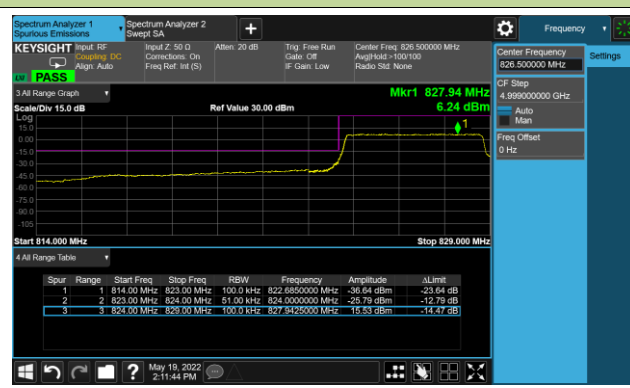 Spectrum Analyzer 1
Spurious Emissions
Spectrum Analyzer 2
Swept SA
Frequency
KEYSIGHT
Input: RF
Coupling: DC
Align: Auto
Input Z: 50 Ω
Corrections: On
Freq Ref: Int (S)
Atten: 20 dB
Trig: Free Run
Gate: Off
IF Gain: Low
Center Freq: 826.500000 MHz
Avg|Hold:>100/100
Radio Std: None
PASS
Center Frequency
826.500000 MHz
Settings
CF Step
4.999000000 GHz
Auto
Man
Freq Offset
0 Hz
3 All Range Graph
Mkr1 827.94 MHz
Scale/Div 15.0 dB
Ref Value 30.00 dBm
6.24 dBm
Log
15.0
0.00
-15.0
-30.0
-45.0
-60.0
-75.0
-90.0
-105
1
Start 814.000 MHz
Stop 829.000 MHz
4 All Range Table
Spur Range Start Freq Stop Freq RBW Frequency Amplitude ΔLimit
1 1 814.00 MHz 823.00 MHz 100.0 kHz 822.6850000 MHz -36.64 dBm -23.64 dB
2 2 823.00 MHz 824.00 MHz 51.00 kHz 824.0000000 MHz -25.79 dBm -12.79 dB
3 3 824.00 MHz 829.00 MHz 100.0 kHz 827.9425000 MHz 15.53 dBm -14.47 dB
?
May 19, 2022
2:11:44 PM